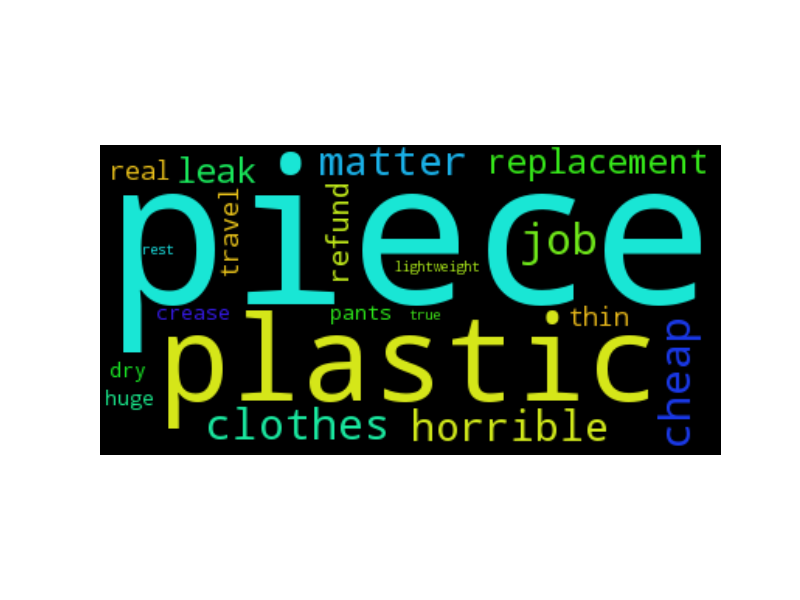 real leak matter replacement
piece
travel
refund
job
rest
lightweight
crease pants true thin
plastic
cheap
dry
huge
clothes horrible